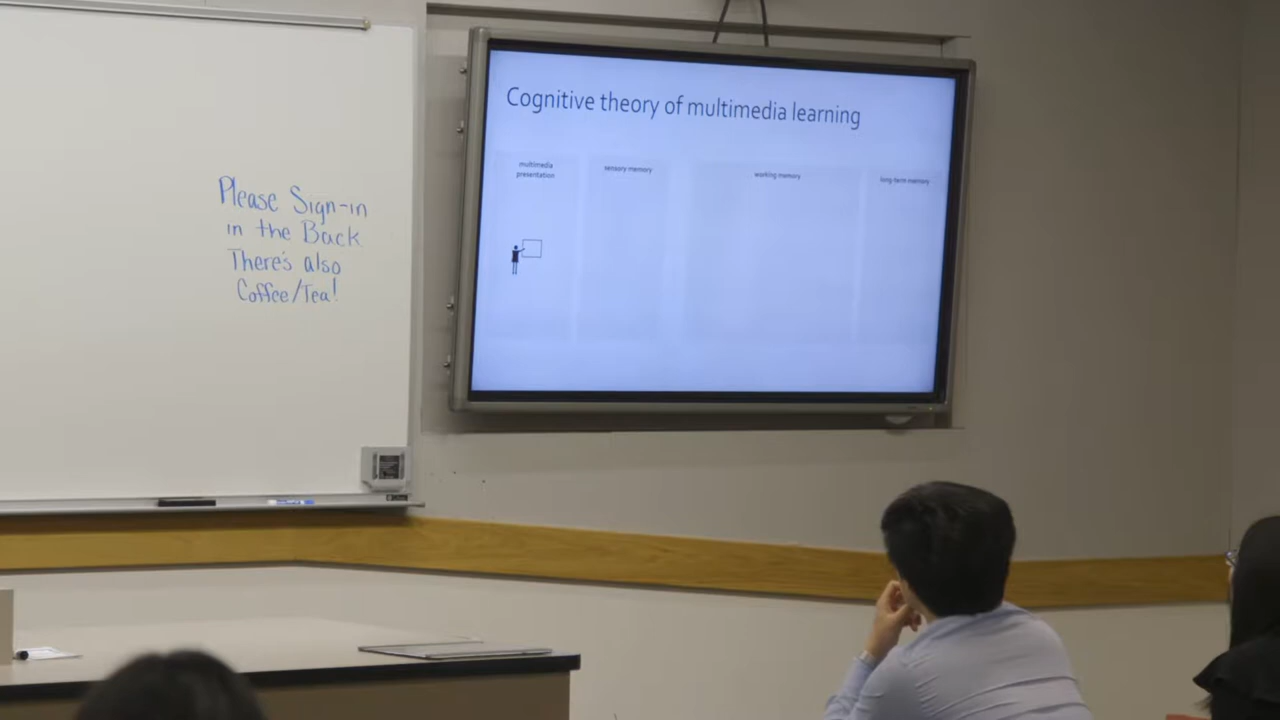 Please Sign-in
in the Back
There's also
Coffee/Tea!
Cognitive theory of multimedia learning
multimedia
presentation
sensory memory
working memory
long term memory